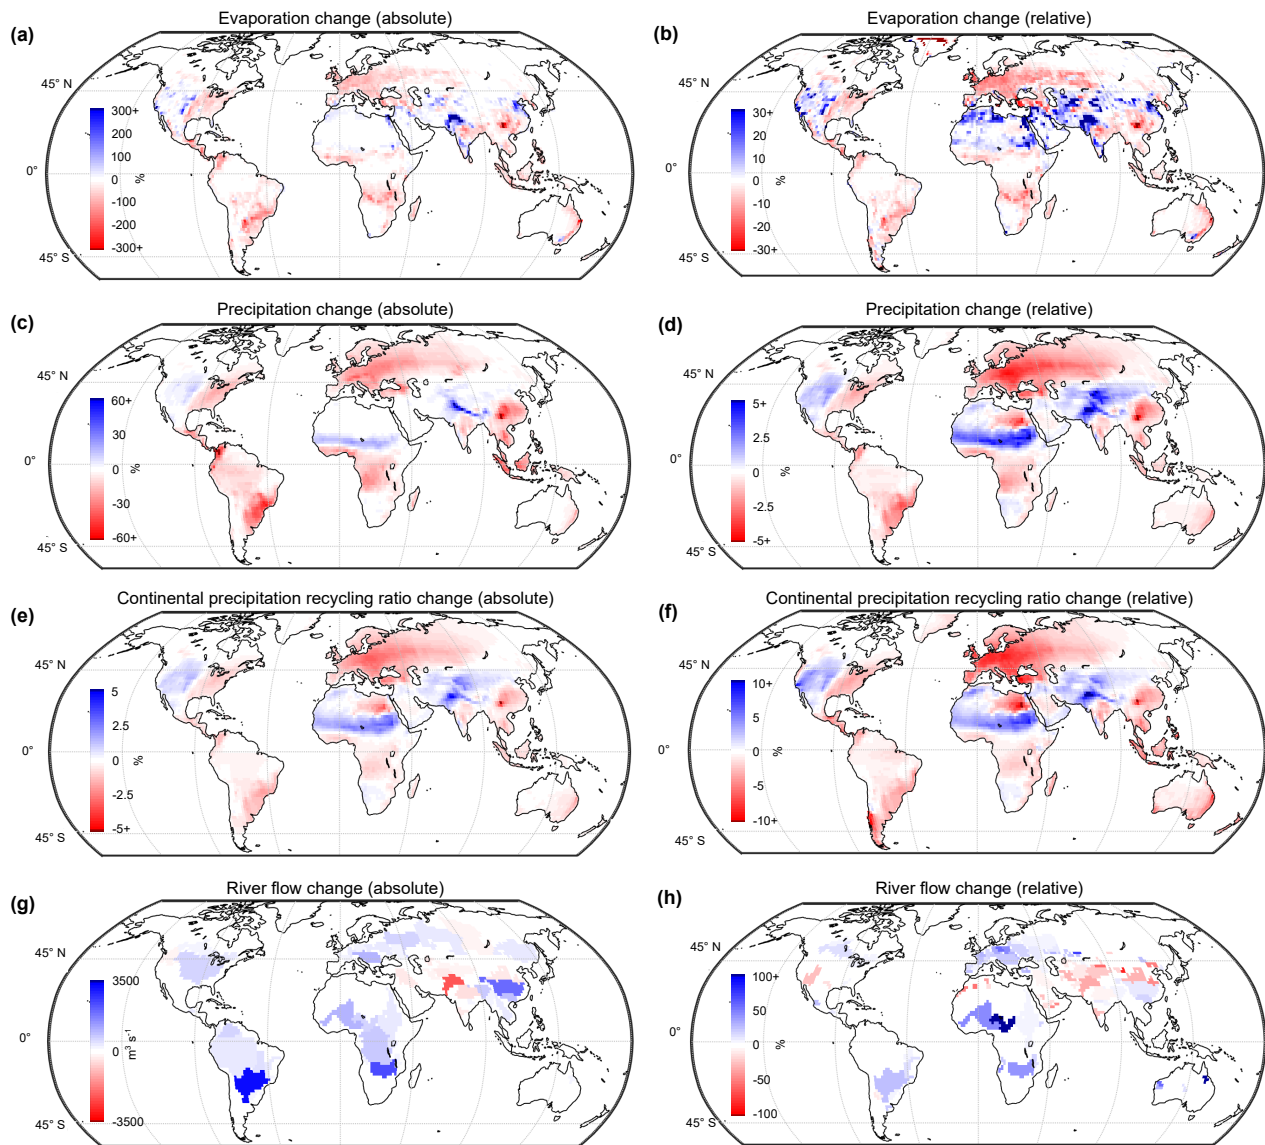 Evaporation change (absolute)
(a)
45° N
0°
45° S
300+
200
100
0
-100
-200
-300+
%
Evaporation change (relative)
(b)
45° N
0°
45° S
30+
20
10
0
-10
-20
-30+
%
Precipitation change (absolute)
(c)
45° N
0°
45° S
60+
30
0
-30
-60+
%
Precipitation change (relative)
(d)
45° N
0°
45° S
5+
2.5
0
-2.5
-5+
%
Continental precipitation recycling ratio change (absolute)
(e)
45° N
0°
45° S
5
2.5
0
-2.5
-5+
%
Continental precipitation recycling ratio change (relative)
(f)
45° N
0°
45° S
10+
5
0
-5
-10+
%
River flow change (absolute)
(g)
45° N
0°
45° S
3500
0
-3500
m³ s⁻¹
River flow change (relative)
(h)
45° N
0°
45° S
100+
50
0
-50
-100
%